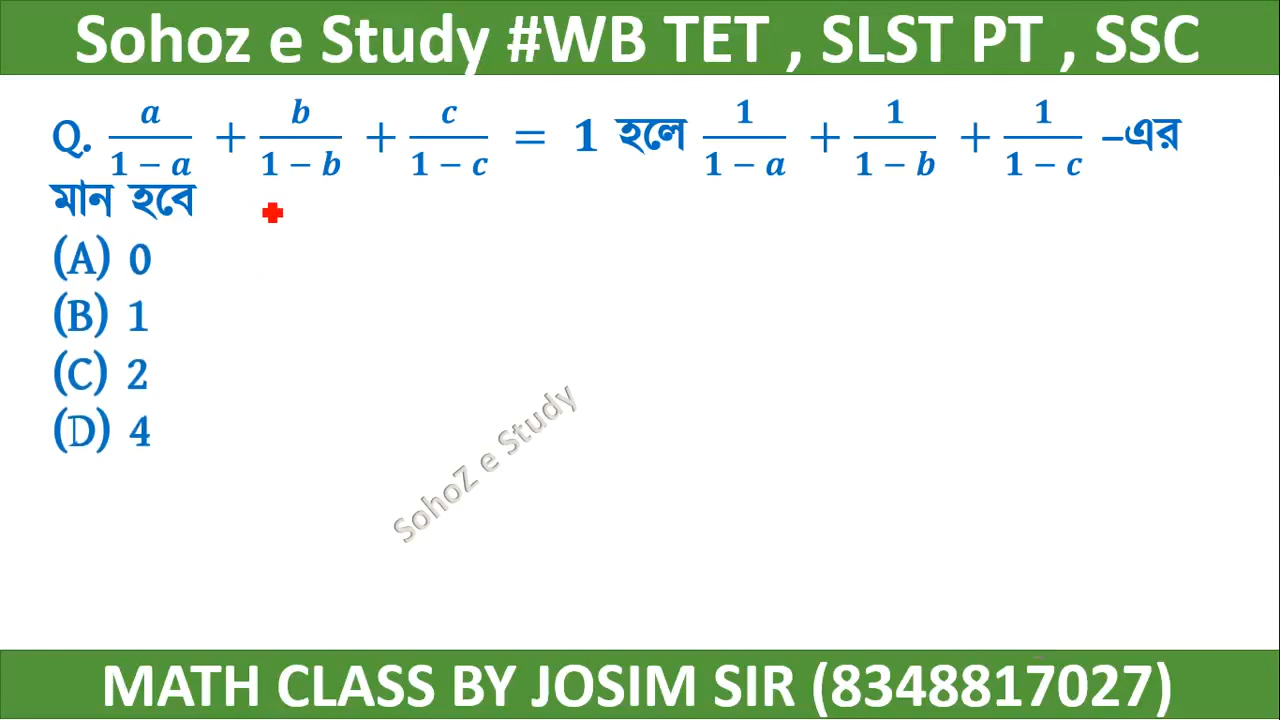 Sohoz e Study #WB TET , SLST PT , SSC
Q. a/(1 − a) + b/(1 − b) + c/(1 − c) = 1 হলে 1/(1 − a) + 1/(1 − b) + 1/(1 − c) –এর
মান হবে
(A) 0
(B) 1
(C) 2
(D) 4
SohoZ e Study
MATH CLASS BY JOSIM SIR (8348817027)